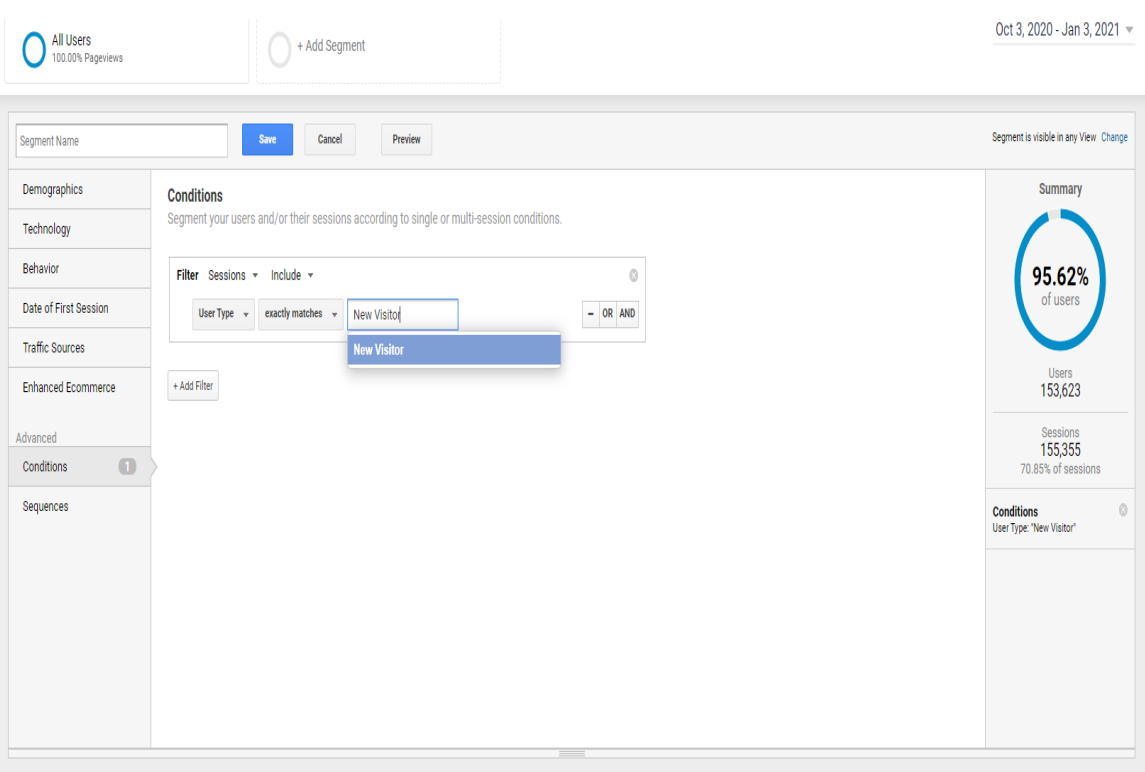 All Users
100.00% Pageviews
+ Add Segment
Oct 3, 2020 - Jan 3, 2021
Segment Name
Save
Cancel
Preview
Segment is visible in any View Change
Demographics
Technology
Behavior
Date of First Session
Traffic Sources
Enhanced Ecommerce
Advanced
Conditions 1
Sequences
Conditions
Segment your users and/or their sessions according to single or multi-session conditions.
Filter Sessions Include
User Type exactly matches New Visitor - OR AND
New Visitor
+ Add Filter
Summary
95.62%
of users
Users
153,623
Sessions
155,355
70.85% of sessions
Conditions
User Type: "New Visitor"